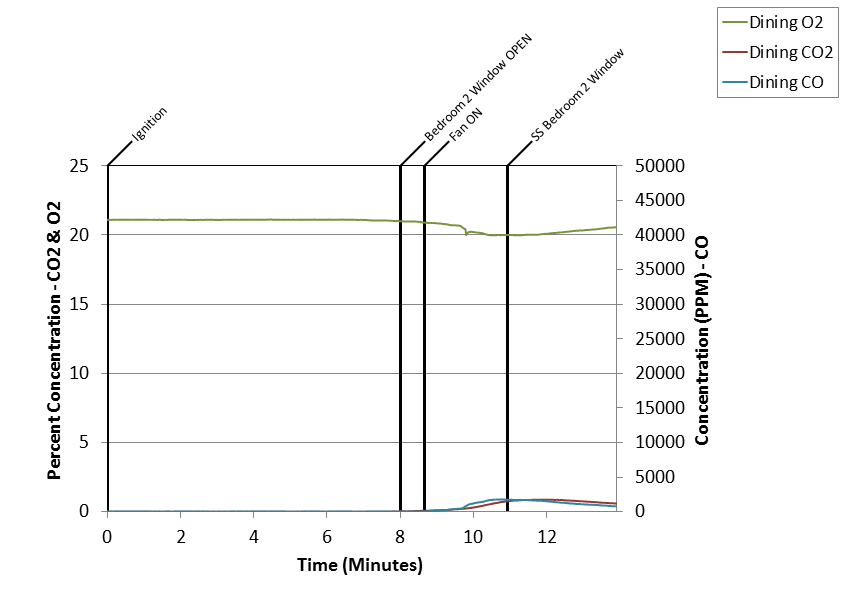 Dining O2
Dining CO2
Dining CO
Ignition
Bedroom 2 Window OPEN
Fan ON
SS Bedroom 2 Window
25
20
15
10
5
0
Percent Concentration - CO2 & O2
50000
45000
40000
35000
30000
25000
20000
15000
10000
5000
0
Concentration (PPM) - CO
0 2 4 6 8 10 12
Time (Minutes)